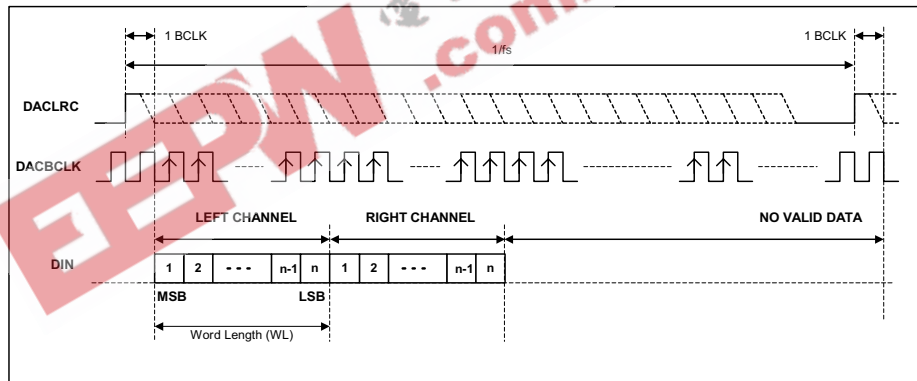 1 BCLK
1 BCLK
1/fs
DACLRC
DACBCLK
LEFT CHANNEL
RIGHT CHANNEL
NO VALID DATA
DIN
1 2 - - - n-1 n 1 2 - - - n-1 n
MSB
LSB
Word Length (WL)
EEPW.com